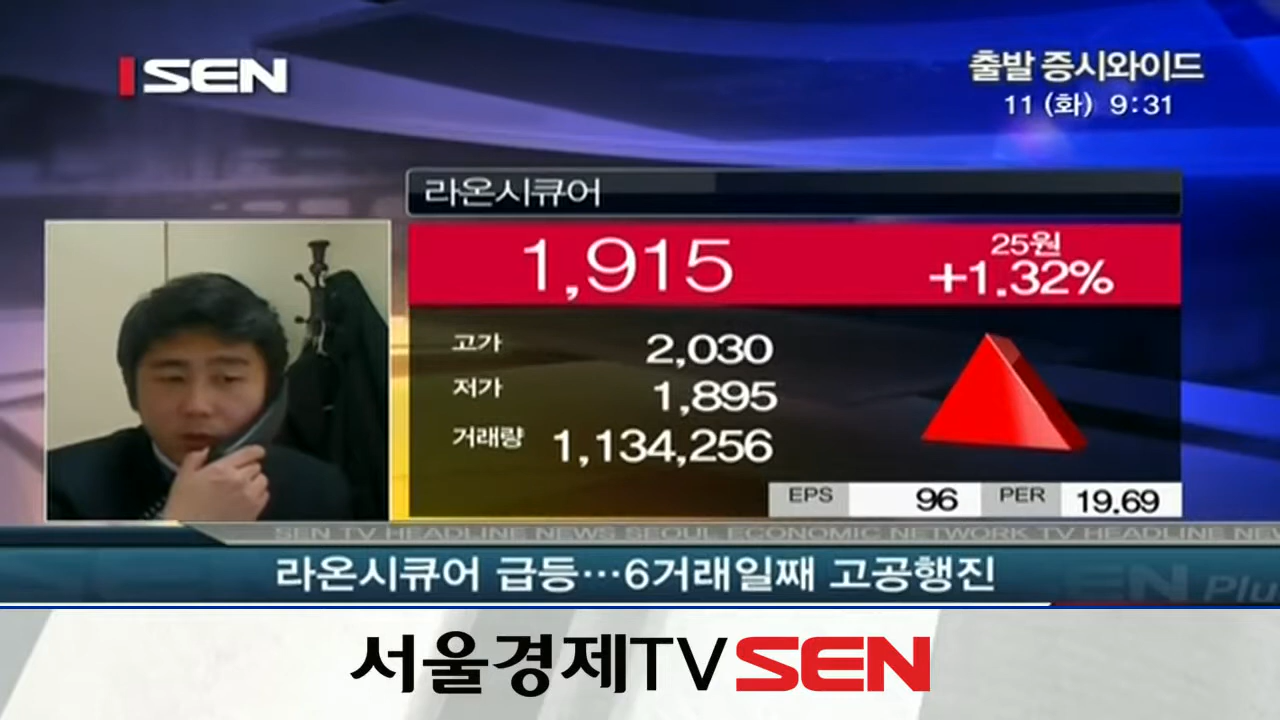 SEN
출발 증시와이드
11 (화) 9:31
라온시큐어
1,915
25원
+1.32%
고가 2,030
저가 1,895
거래량 1,134,256
EPS 96 PER 19.69
SEN TV HEADLINE NEWS SEOUL ECONOMIC NETWORK TV HEADLINE NE
라온시큐어 급등…6거래일째 고공행진
EN Plu
서울경제TV SEN